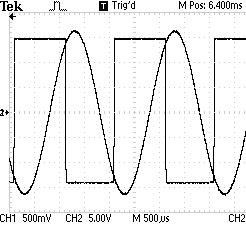 Tek T Trig'd M Pos: 6.400ms
2
CH1 500mV CH2 5.00V M 500µs CH2